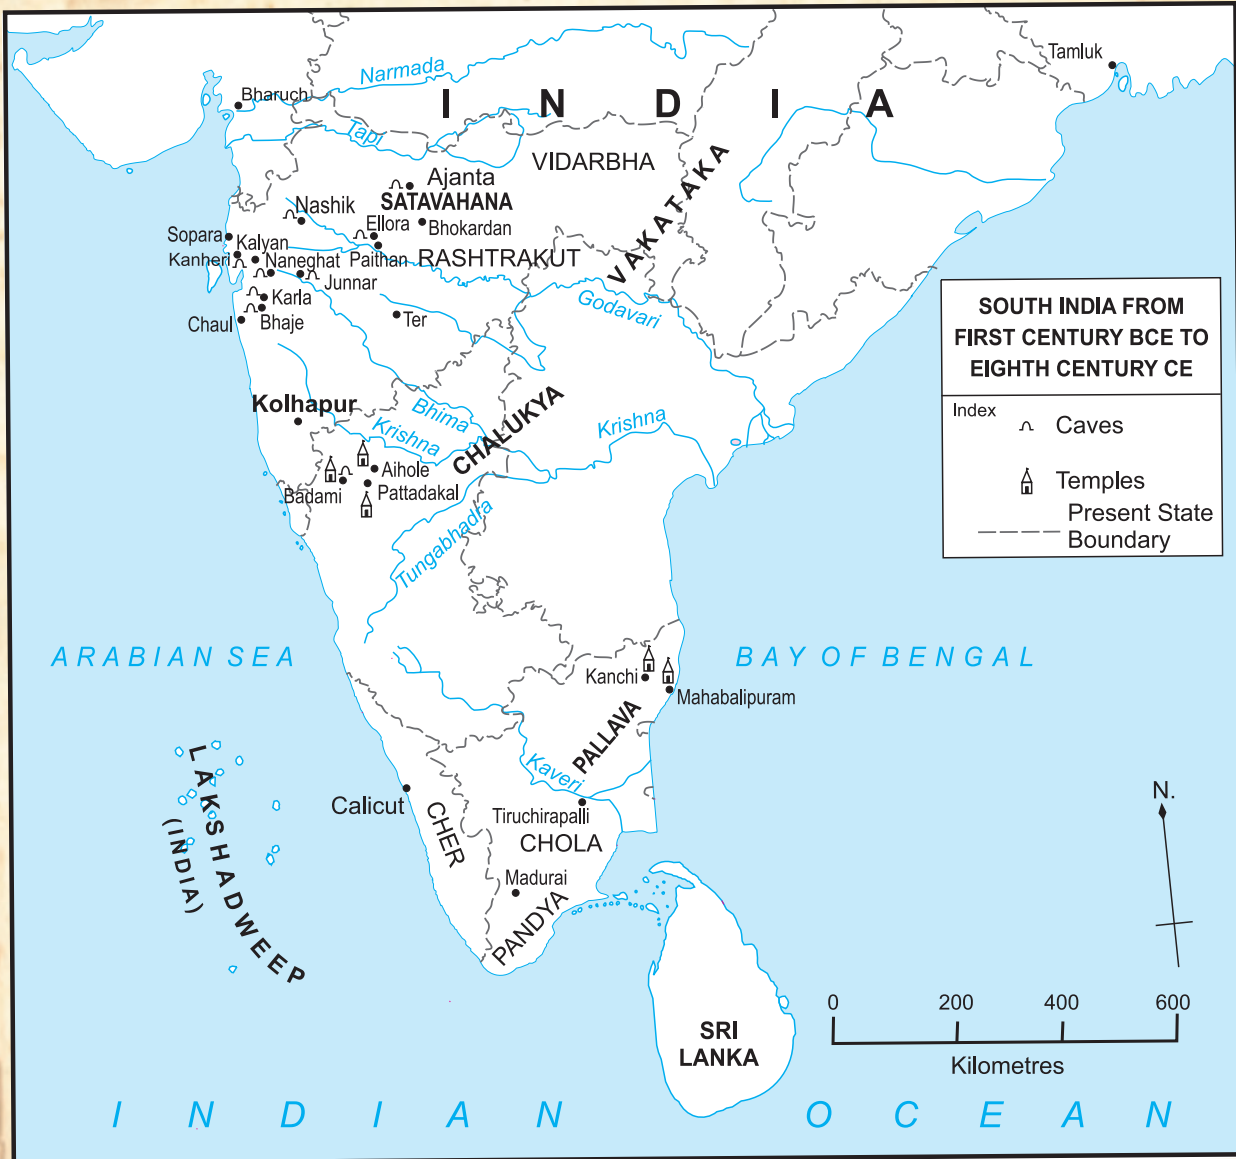 Tamluk
Narmada
Bharuch
I N D I A
Tapi
VIDARBHA
Ajanta
SATAVAHANA
VAKATAKA
Nashik
Ellora
Bhokardan
Sopara
Kalyan
Kanheri
Naneghat
Paithan
RASHTRAKUT
Junnar
Karla
Godavari
Chaul
Bhaje
Ter
SOUTH INDIA FROM
FIRST CENTURY BCE TO
EIGHTH CENTURY CE
Index
Caves
Temples
Present State
Boundary
Kolhapur
Bhima
Krishna
CHALUKYA
Krishna
Aihole
Badami
Pattadakal
Tungabhadra
ARABIAN SEA
BAY OF BENGAL
Kanchi
Mahabalipuram
PALLAVA
Kaveri
LAKSHADWEEP
(INDIA)
Calicut
CHER
Tiruchirapalli
CHOLA
Madurai
PANDYA
N.
SRI
LANKA
0 200 400 600
Kilometres
I N D I A N O C E A N